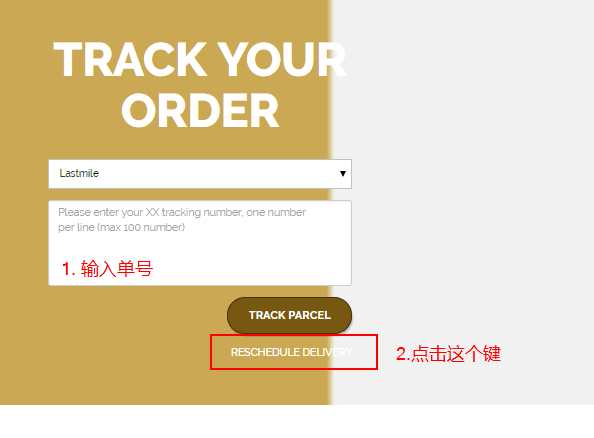 TRACK YOUR
ORDER
Lastmile
Please enter your XX tracking number, one number
per line (max 100 number)
1. 输入单号
TRACK PARCEL
RESCHEDULE DELIVERY
2.点击这个键